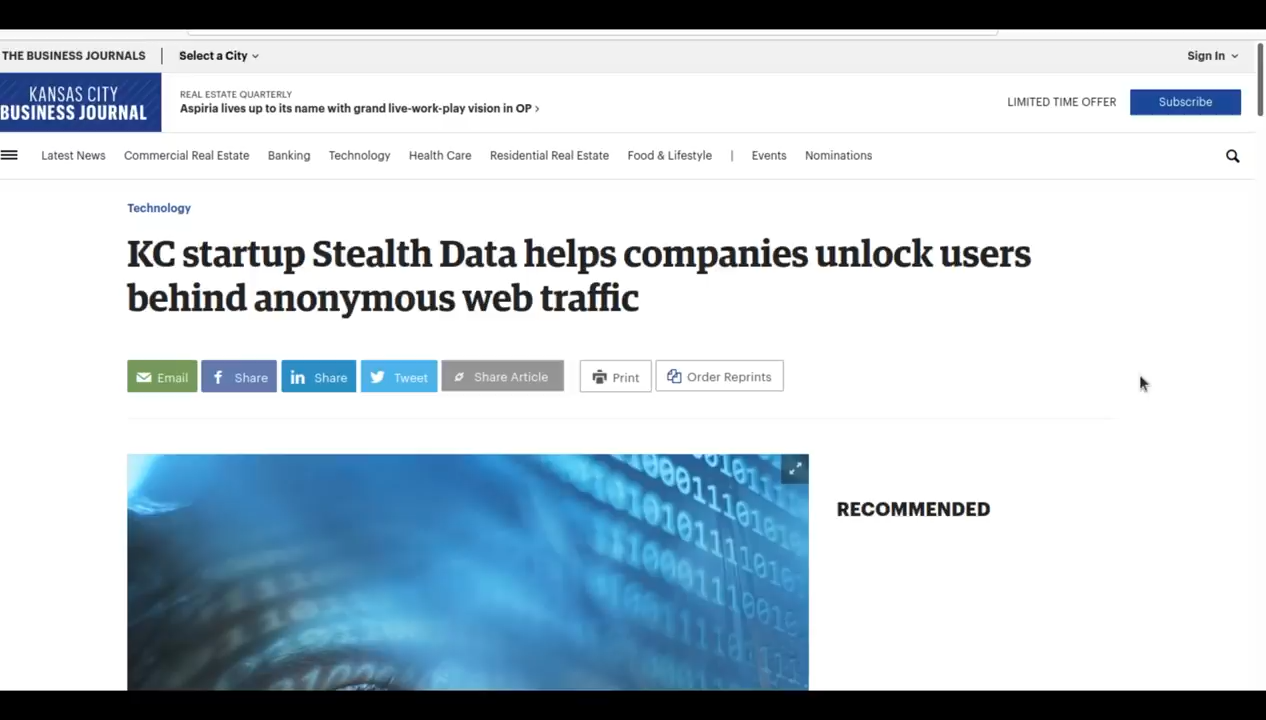 THE BUSINESS JOURNALS
Select a City
Sign In
KANSAS CITY
BUSINESS JOURNAL
REAL ESTATE QUARTERLY
Aspiria lives up to its name with grand live-work-play vision in OP >
LIMITED TIME OFFER
Subscribe
Latest News Commercial Real Estate Banking Technology Health Care Residential Real Estate Food & Lifestyle | Events Nominations
Technology
KC startup Stealth Data helps companies unlock users
behind anonymous web traffic
Email Share Share Tweet Share Article Print Order Reprints
RECOMMENDED